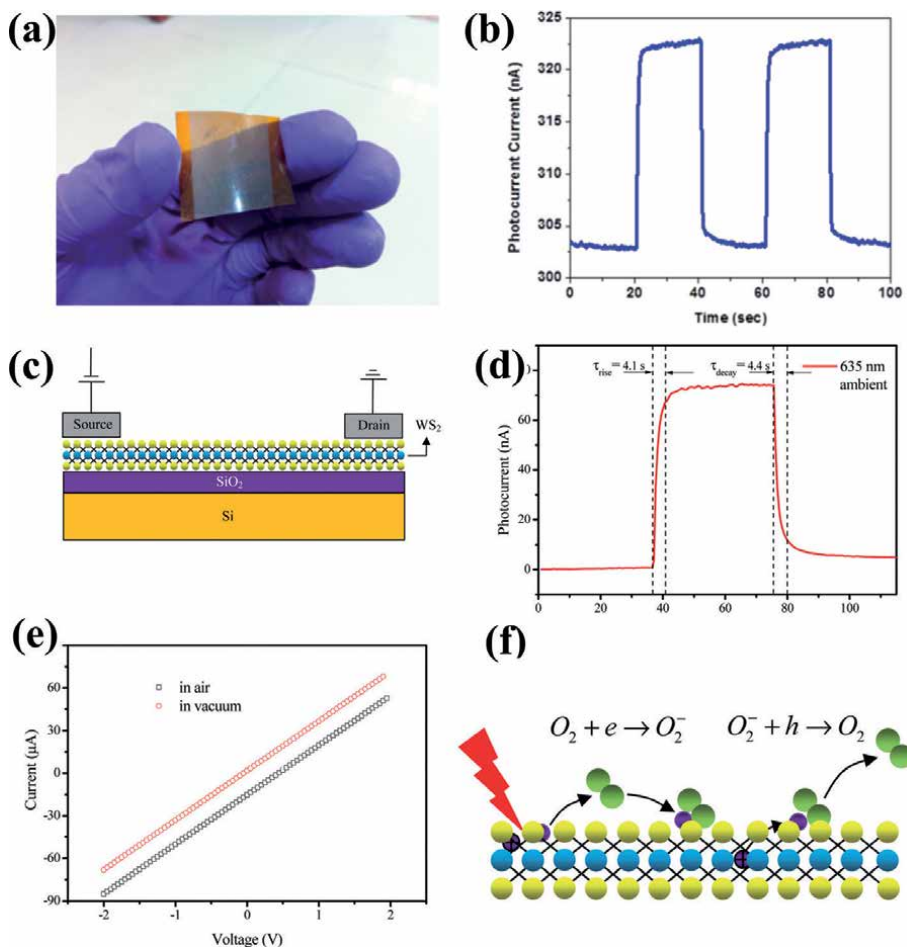 (a)
(b)
Photocurrent Current (nA)
325
320
315
310
305
300
0 20 40 60 80 100
Time (sec)
(c)
Source
Drain
WS2
SiO2
Si
(d)
τrise= 4.1 s
τdecay= 4.4 s
635 nm
ambient
Photocurrent (nA)
60
40
20
0
0 20 40 60 80 100
(e)
in air
in vacuum
Current (µA)
60
30
0
-30
-60
-90
-2 -1 0 1 2
Voltage (V)
(f)
O2 + e → O2−
O2− + h → O2